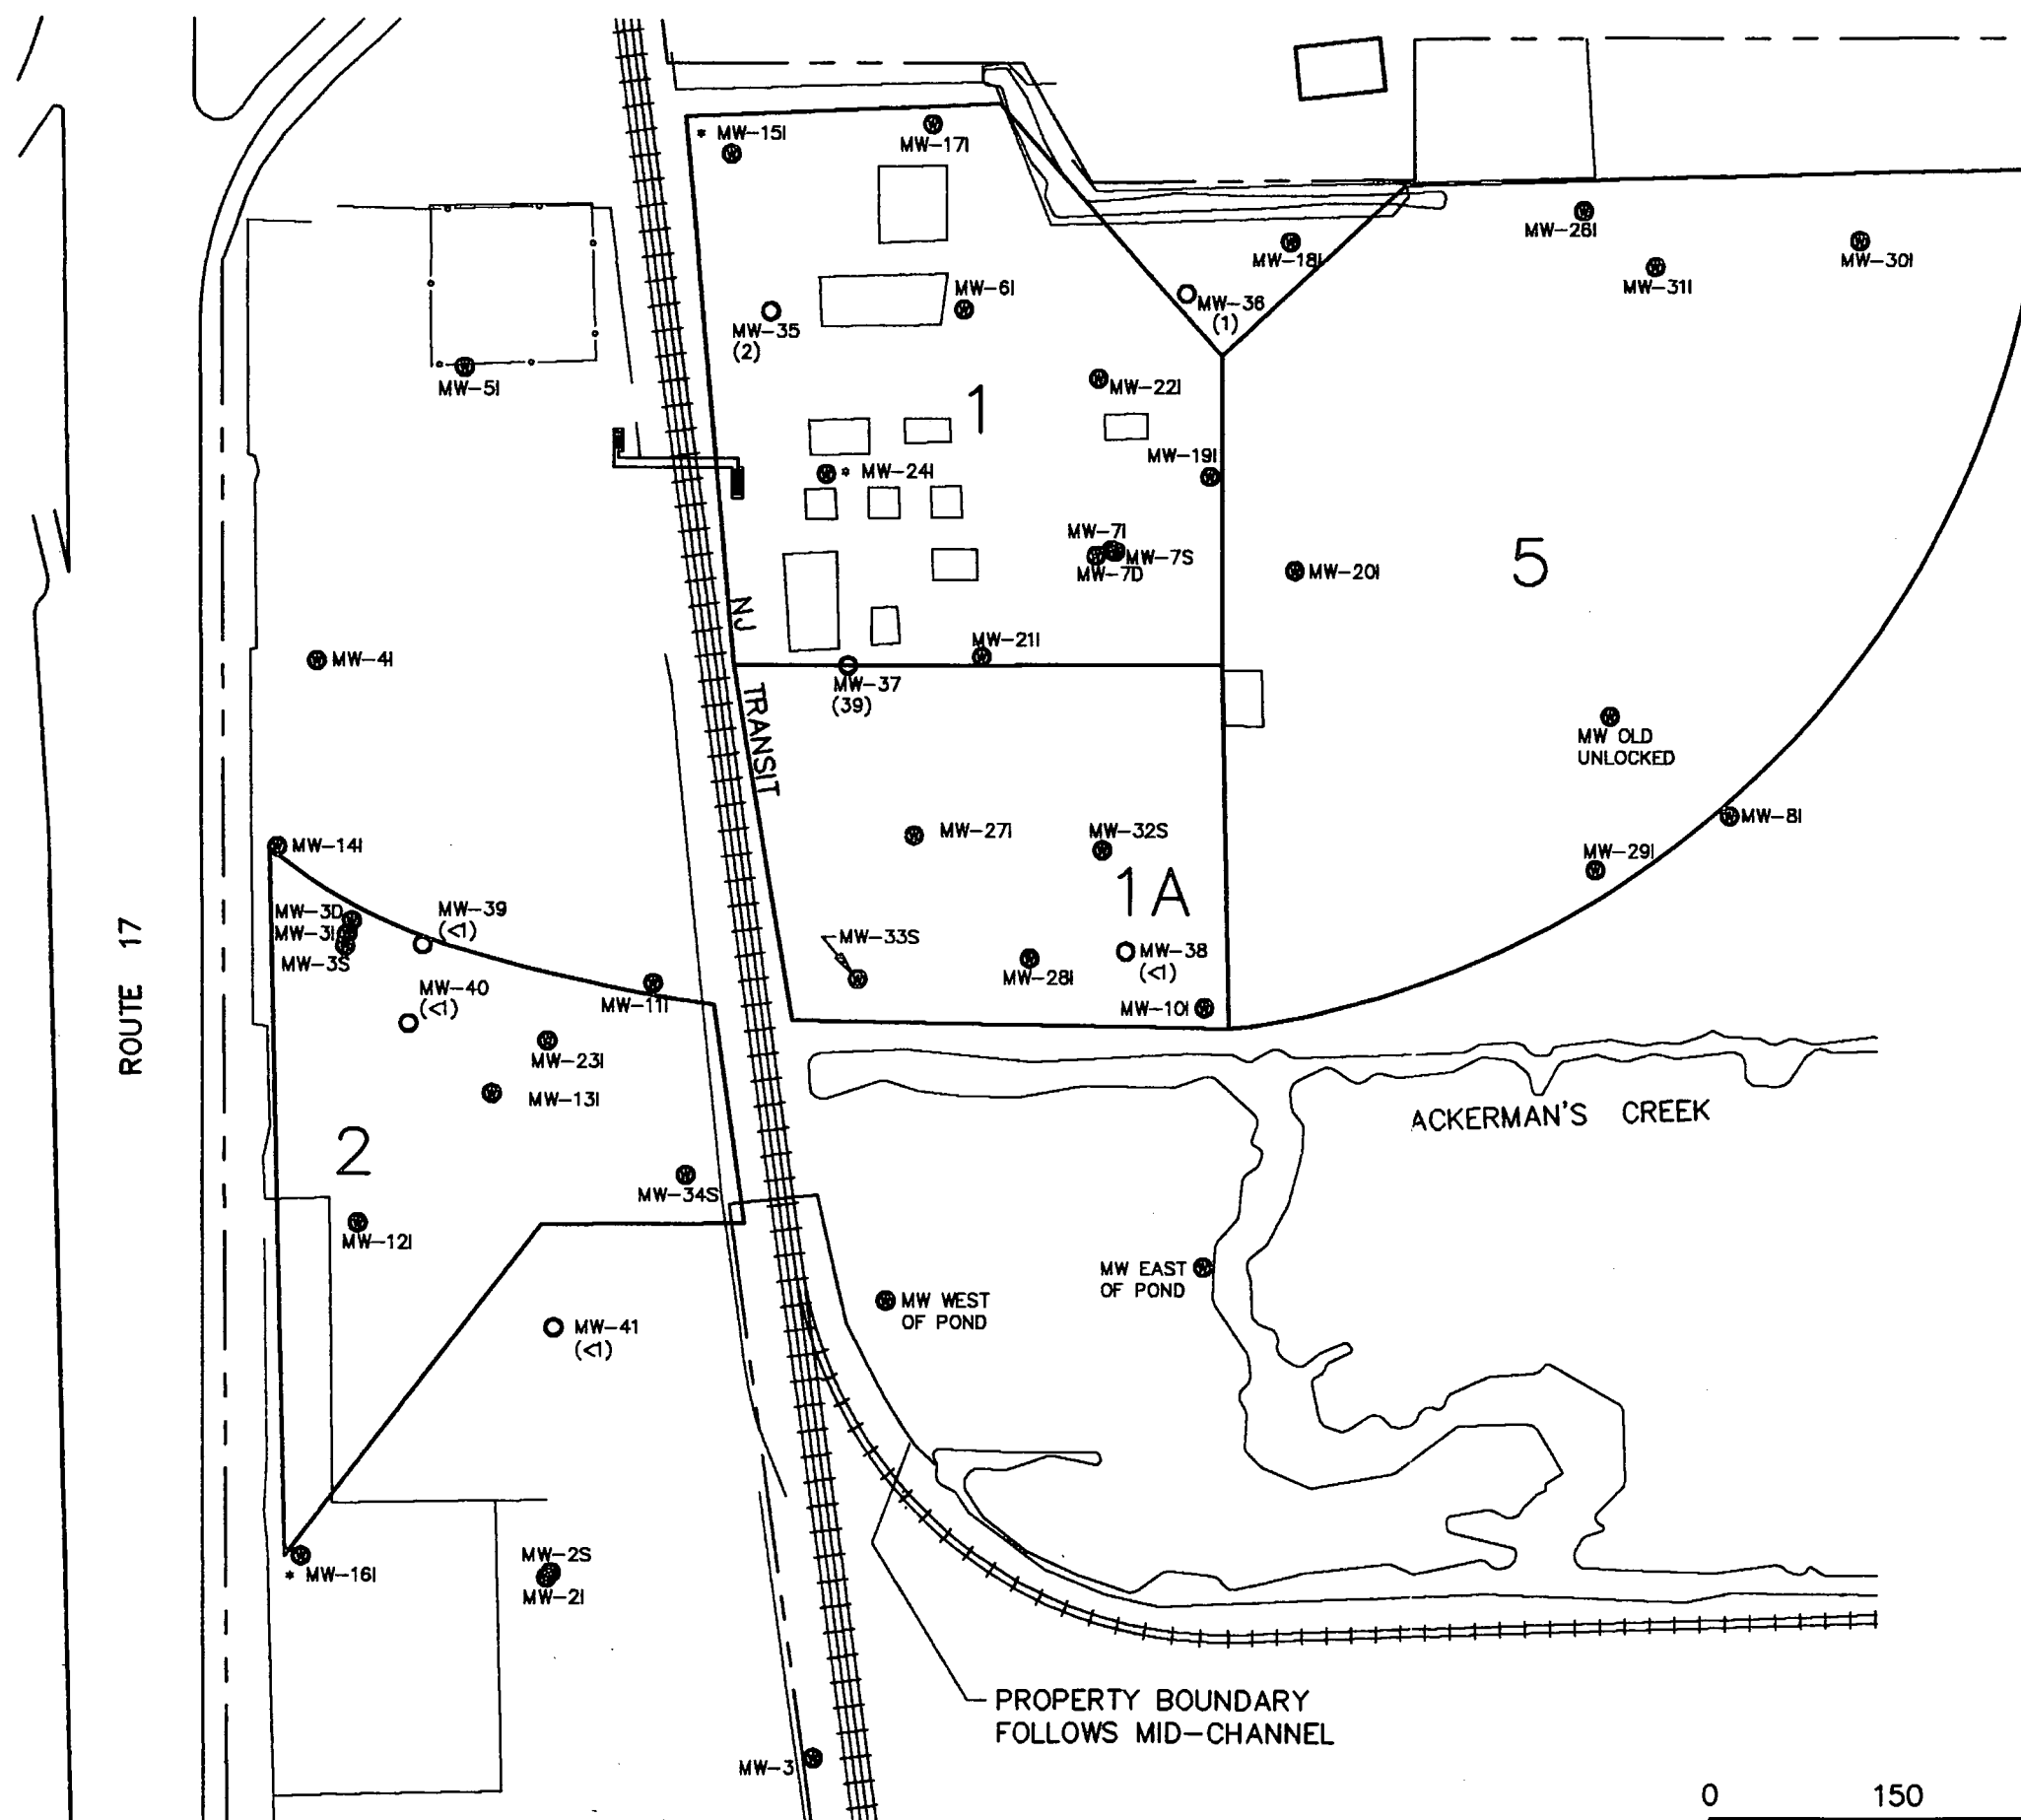 * MW-15I
MW-17I
MW-18I
MW-26I
MW-31I
MW-30I
MW-36
(1)
MW-6I
MW-35
(2)
MW-5I
1
MW-22I
MW-19I
* MW-24I
MW-7I
MW-7S
MW-7D
MW-20I
5
NJ
TRANSIT
MW-21I
MW-37
(39)
MW-4I
MW OLD
UNLOCKED
MW-8I
MW-29I
MW-27I
MW-32S
1A
MW-14I
MW-3D
MW-3I
MW-3S
MW-39
(<1)
MW-33S
MW-28I
MW-38
(<1)
MW-10I
ROUTE 17
MW-40
(<1)
MW-11I
MW-23I
MW-13I
ACKERMAN'S CREEK
2
MW-34S
MW-12I
MW EAST
OF POND
MW WEST
OF POND
MW-41
(<1)
* MW-16I
MW-2S
MW-2I
PROPERTY BOUNDARY
FOLLOWS MID-CHANNEL
MW-3
0 150